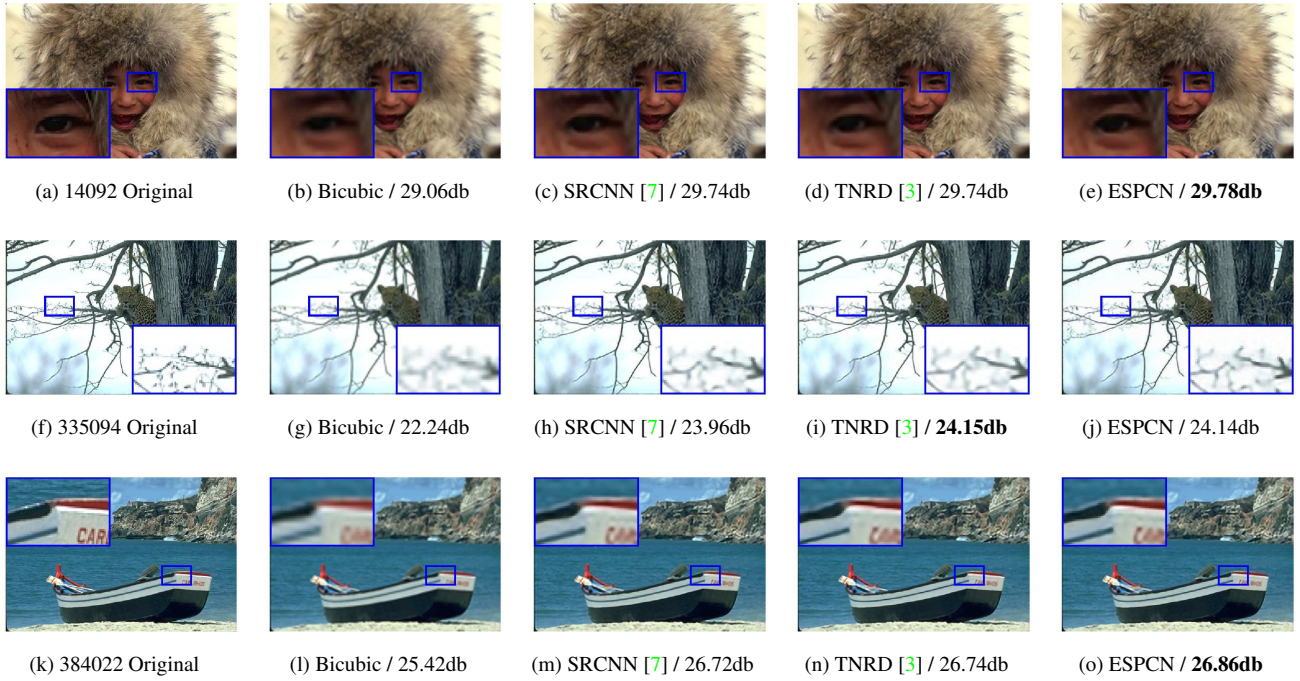 (a) 14092 Original
(b) Bicubic / 29.06db
(c) SRCNN [7] / 29.74db
(d) TNRD [3] / 29.74db
(e) ESPCN / 29.78db
(f) 335094 Original
(g) Bicubic / 22.24db
(h) SRCNN [7] / 23.96db
(i) TNRD [3] / 24.15db
(j) ESPCN / 24.14db
CAR
(k) 384022 Original
(l) Bicubic / 25.42db
(m) SRCNN [7] / 26.72db
(n) TNRD [3] / 26.74db
(o) ESPCN / 26.86db